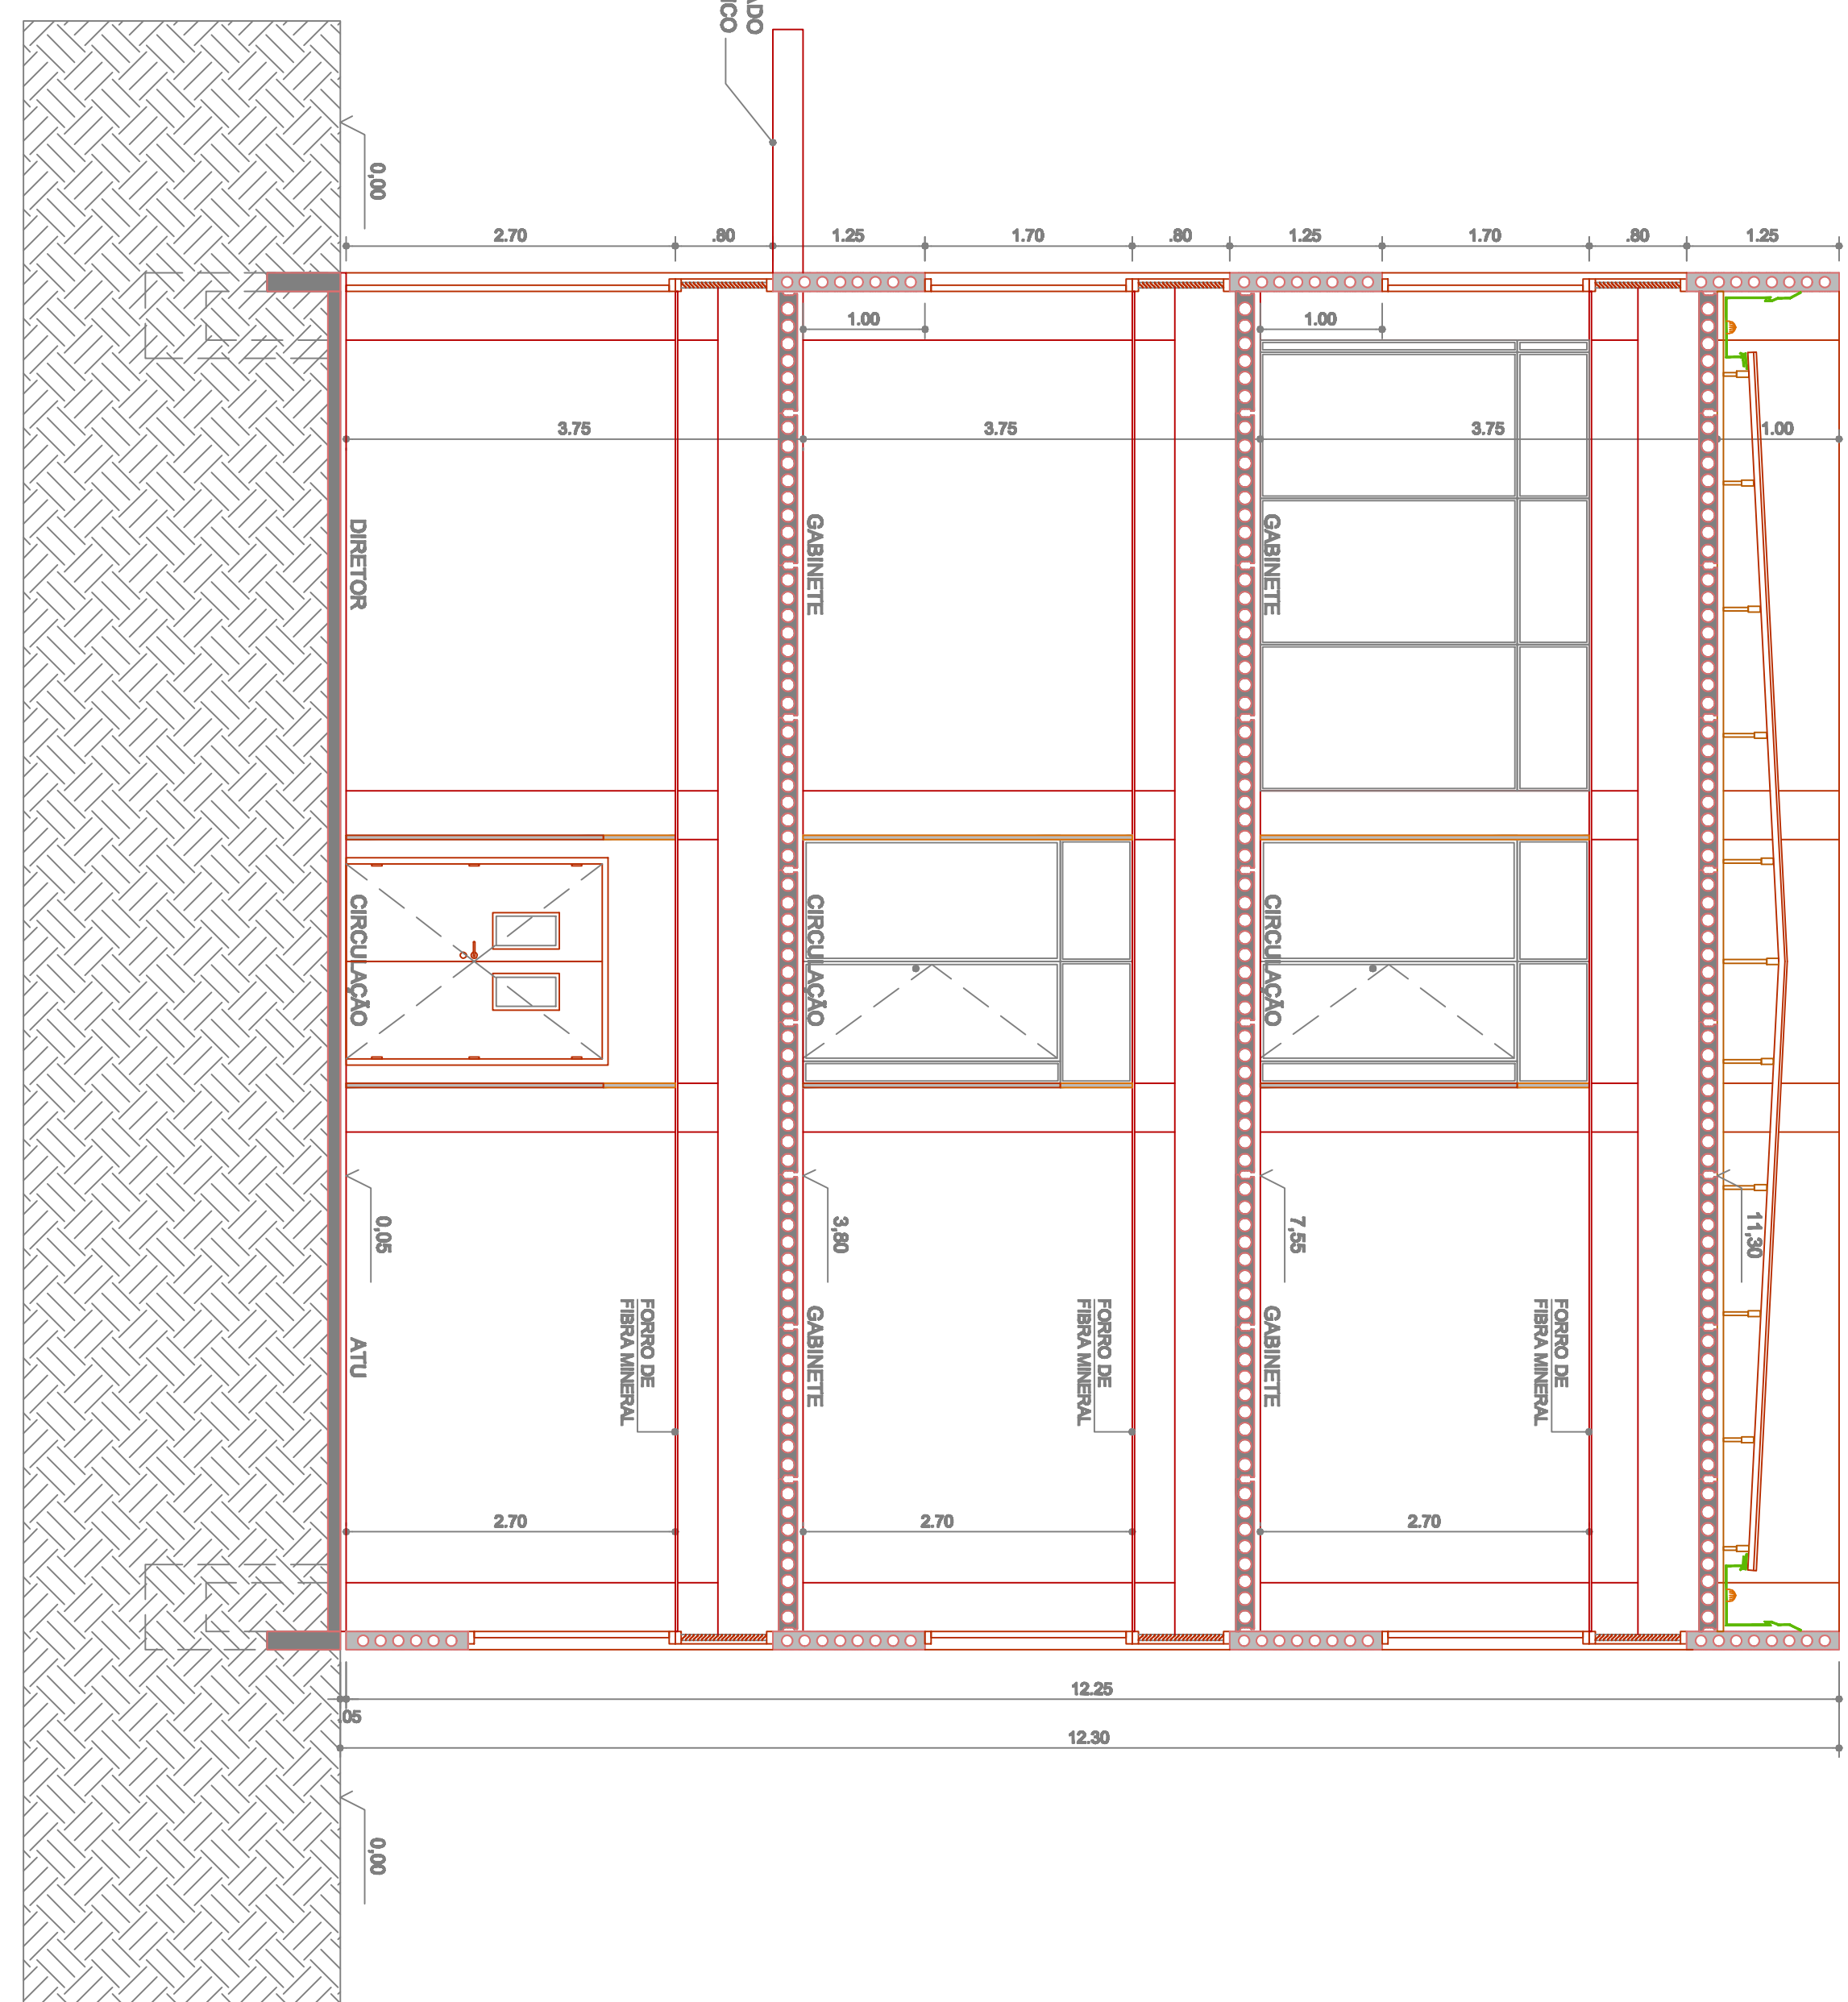 ADO
ICO
0,00
2.70
.80
1.25
1.70
.80
1.25
1.70
.80
1.25
1.00
1.00
3.75
3.75
3.75
1.00
DIRETOR
GABINETE
GABINETE
CIRCULAÇÃO
CIRCULAÇÃO
CIRCULAÇÃO
0,05
3,80
7,55
11,30
ATU
FORRO DE
FIBRA MINERAL
GABINETE
FORRO DE
FIBRA MINERAL
GABINETE
FORRO DE
FIBRA MINERAL
2.70
2.70
2.70
12.25
.05
12.30
0,00